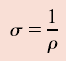 σ = 1/ρ